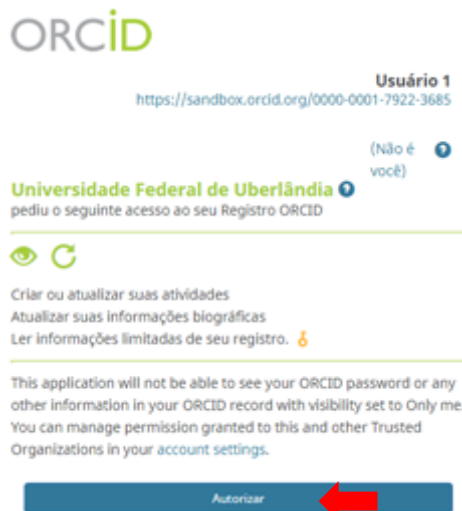 ORCiD
Usuário 1
https://sandbox.orcid.org/0000-0001-7922-3685
(Não é
você)
Universidade Federal de Uberlândia
pediu o seguinte acesso ao seu Registro ORCID
Criar ou atualizar suas atividades
Atualizar suas informações biográficas
Ler informações limitadas de seu registro.
This application will not be able to see your ORCID password or any
other information in your ORCID record with visibility set to Only me
You can manage permission granted to this and other Trusted
Organizations in your account settings.
Autorizar